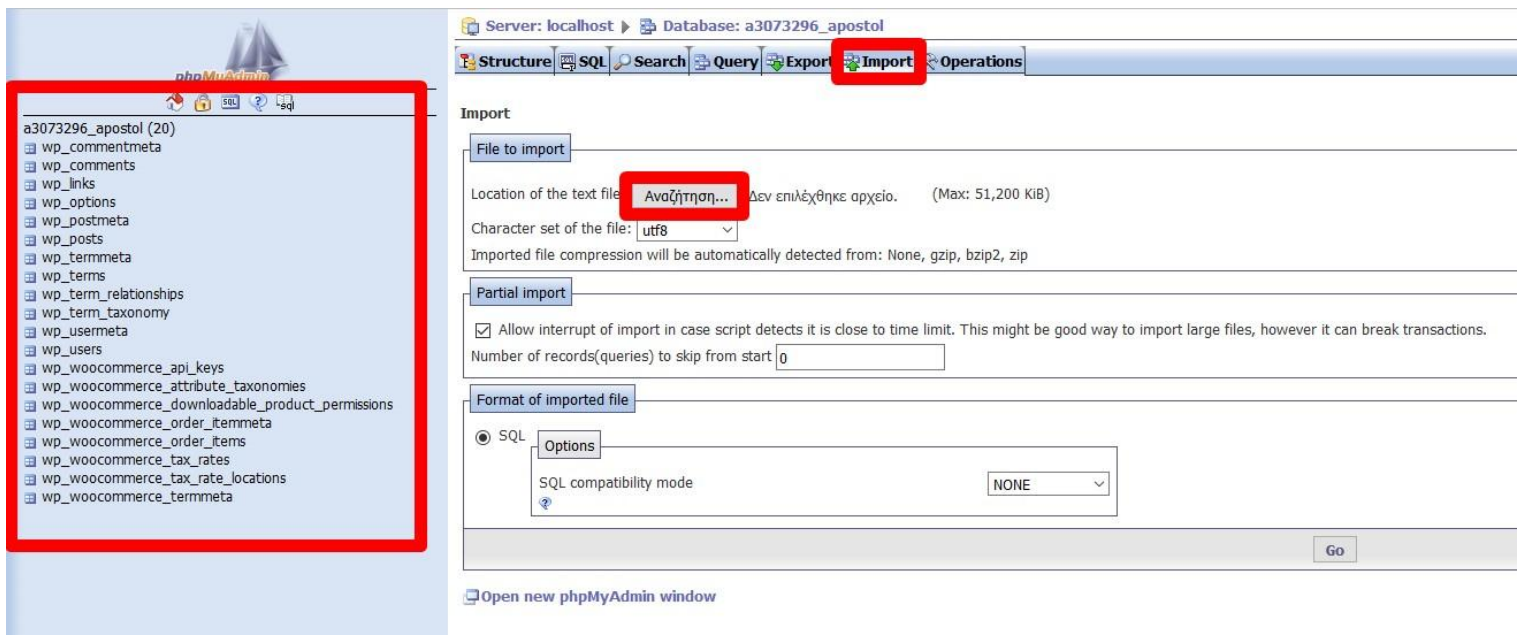 phpMyAdmin
SQL
sql
a3073296_apostol (20)
wp_commentmeta
wp_comments
wp_links
wp_options
wp_postmeta
wp_posts
wp_termmeta
wp_terms
wp_term_relationships
wp_term_taxonomy
wp_usermeta
wp_users
wp_woocommerce_api_keys
wp_woocommerce_attribute_taxonomies
wp_woocommerce_downloadable_product_permissions
wp_woocommerce_order_itemmeta
wp_woocommerce_order_items
wp_woocommerce_tax_rates
wp_woocommerce_tax_rate_locations
wp_woocommerce_termmeta
Server: localhost Database: a3073296_apostol
Structure SQL Search Query Export Import Operations
Import
File to import
Location of the text file Αναζήτηση... Δεν επιλέχθηκε αρχείο. (Max: 51,200 KiB)
Character set of the file: utf8
Imported file compression will be automatically detected from: None, gzip, bzip2, zip
Partial import
Allow interrupt of import in case script detects it is close to time limit. This might be good way to import large files, however it can break transactions.
Number of records(queries) to skip from start 0
Format of imported file
SQL
Options
SQL compatibility mode NONE
Go
Open new phpMyAdmin window